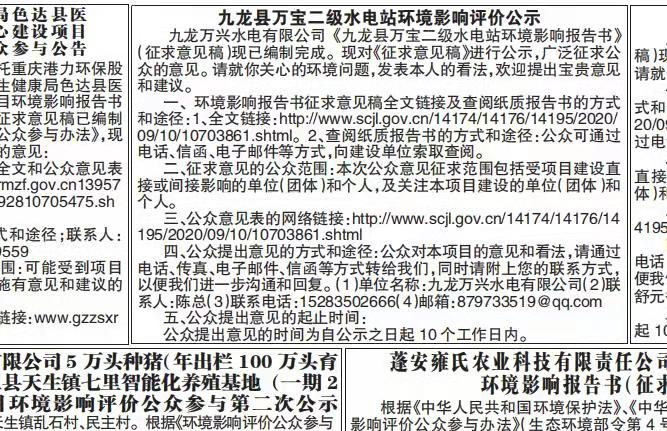 局色达县医
心建设项目
众参与公告
托重庆港力环保股
生健康局色达县医
目环境影响报告书
征求意见稿已编制
公众参与办法》，现
的意见：
全文和公众意见表
rmzf.gov.cn13957
92810705475.sh
式和途径；联系人：
9559
围：可能受到项目
施有意见和建议的
链接：www.gzzsxr
九龙县万宝二级水电站环境影响评价公示
九龙万兴水电有限公司《九龙县万宝二级水电站环境影响报告书》
（征求意见稿）现已编制完成。现对《征求意见稿》进行公示，广泛征求公
众的意见。请就你关心的环境问题，发表本人的看法，欢迎提出宝贵意见
和建议。
一、环境影响报告书征求意见稿全文链接及查阅纸质报告书的方式
和途径：1、全文链接：http://www.scjl.gov.cn/14174/14176/14195/2020/
09/10/10703861.shtml。2、查阅纸质报告书的方式和途径：公众可通过
电话、信函、电子邮件等方式，向建设单位索取查阅。
二、征求意见的公众范围：本次公众意见征求范围包括受项目建设直
接或间接影响的单位（团体）和个人，及关注本项目建设的单位（团体）和
个人。
三、公众意见表的网络链接：http://www.scjl.gov.cn/14174/14176/14
195/2020/09/10/10703861.shtml
四、公众提出意见的方式和途径：公众对本项目的意见和看法，请通过
电话、传真、电子邮件、信函等方式转给我们，同时请附上您的联系方式，
以便我们进一步沟通和回复。（1）单位名称：九龙万兴水电有限公司（2）联
系人：陈总（3）联系电话：15283502666（4）邮箱：879733519@qq.com
五、公众提出意见的起止时间：
公众提出意见的时间为自公示之日起 10 个工作日内。
稿）现
请就你
式和
20/09
过电
直接
体）和
4195
电话
便我
舒元
起 10
有限公司5万头种猪（年出栏100万头育
县天生镇七里智能化养殖基地（一期2
环境影响评价公众参与第二次公示
生镇乱石村、民主村。根据《环境影响评价公众参与
蓬安雍氏农业科技有限责任公司
环境影响报告书（征求
根据《中华人民共和国环境保护法》、《中华
影响评价公众参与办法》（生态环境部令第4号